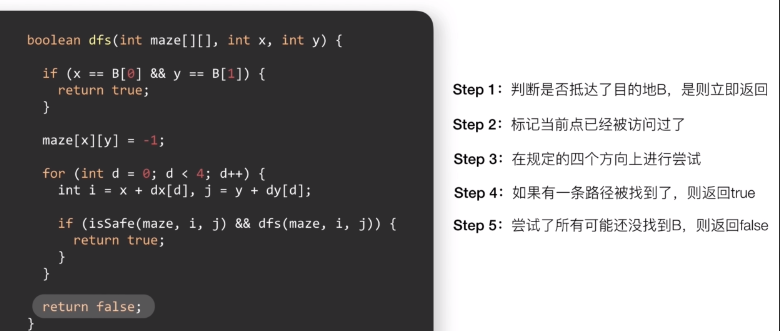 boolean dfs(int maze[][], int x, int y) {
if (x == B[0] && y == B[1]) {
return true;
}
maze[x][y] = -1;
for (int d = 0; d < 4; d++) {
int i = x + dx[d], j = y + dy[d];
if (isSafe(maze, i, j) && dfs(maze, i, j)) {
return true;
}
}
return false;
}
Step 1：判断是否抵达了目的地B，是则立即返回
Step 2：标记当前点已经被访问过了
Step 3：在规定的四个方向上进行尝试
Step 4：如果有一条路径被找到了，则返回true
Step 5：尝试了所有可能还没找到B，则返回false